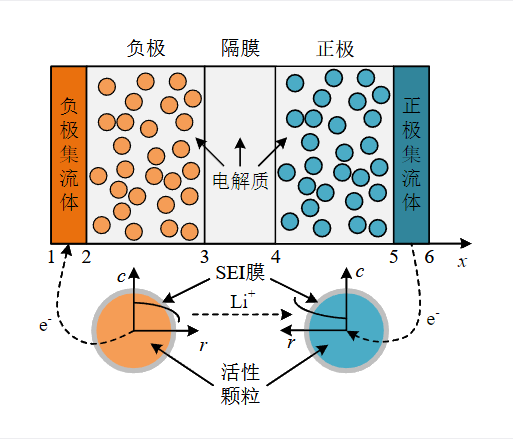 负极 隔膜 正极
负极集流体
正极集流体
电解质
1 2 3 4 5 6 x
c SEI膜 c
Li+
e- e-
r r
活性
颗粒